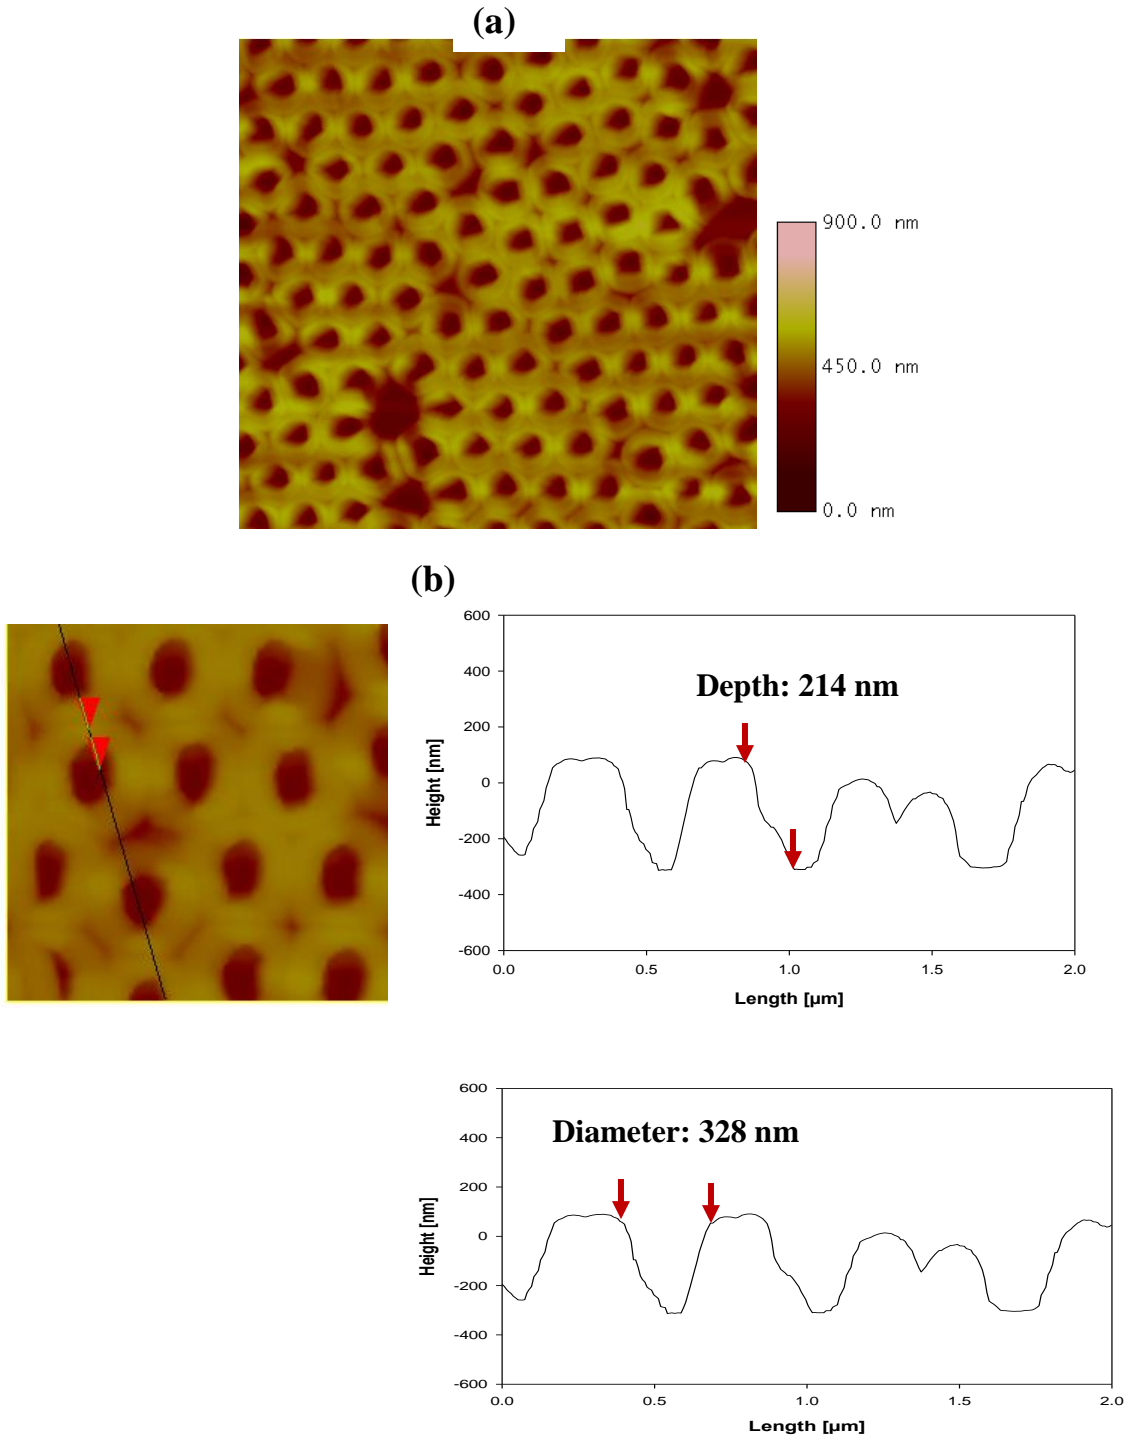 (a)
900.0 nm
450.0 nm
0.0 nm
(b)
600
400
200
0
-200
-400
-600
Height [nm]
Depth: 214 nm
0.0 0.5 1.0 1.5 2.0
Length [µm]
600
400
200
0
-200
-400
-600
Height [nm]
Diameter: 328 nm
0.0 0.5 1.0 1.5 2.0
Length [µm]